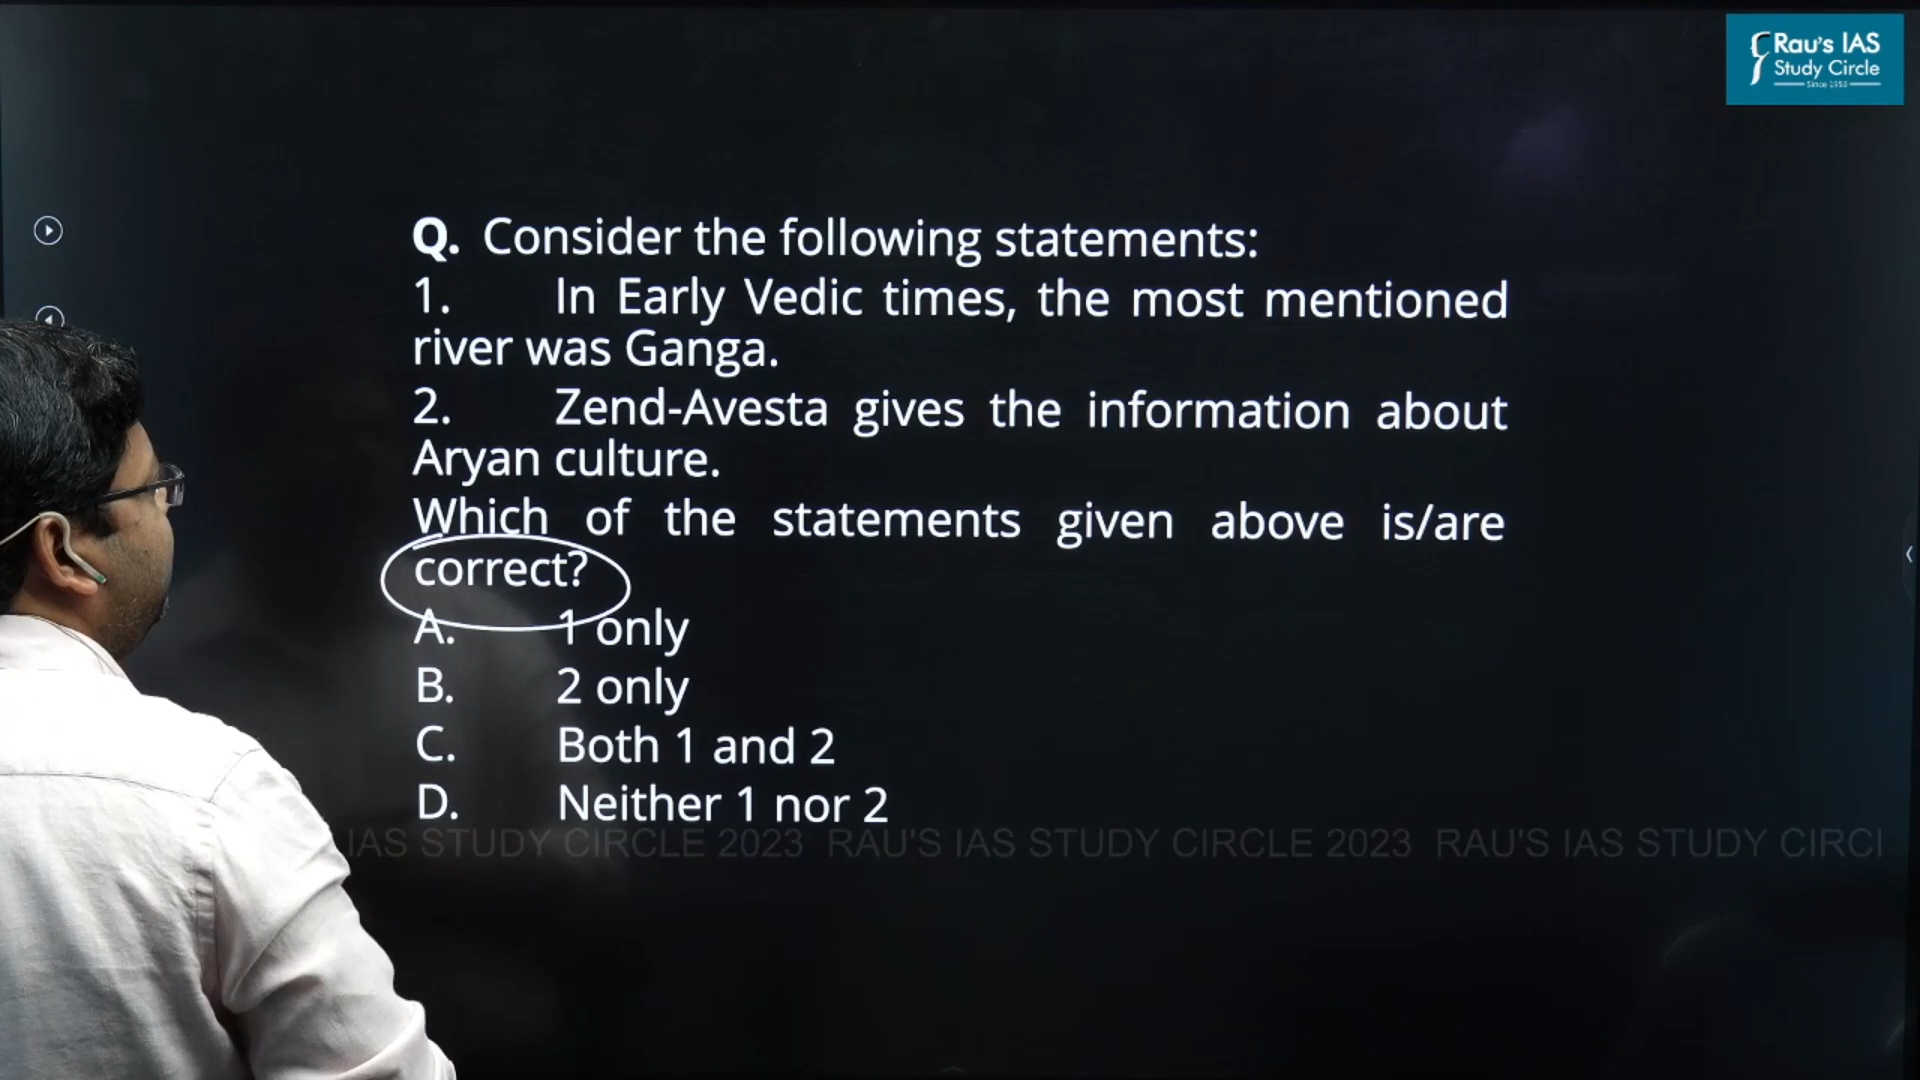 Rau's IAS
Study Circle
Since 1953
Q. Consider the following statements:
1. In Early Vedic times, the most mentioned
river was Ganga.
2. Zend-Avesta gives the information about
Aryan culture.
Which of the statements given above is/are
correct?
A. 1 only
B. 2 only
C. Both 1 and 2
D. Neither 1 nor 2
IAS STUDY CIRCLE 2023 RAU'S IAS STUDY CIRCLE 2023 RAU'S IAS STUDY CIRCL